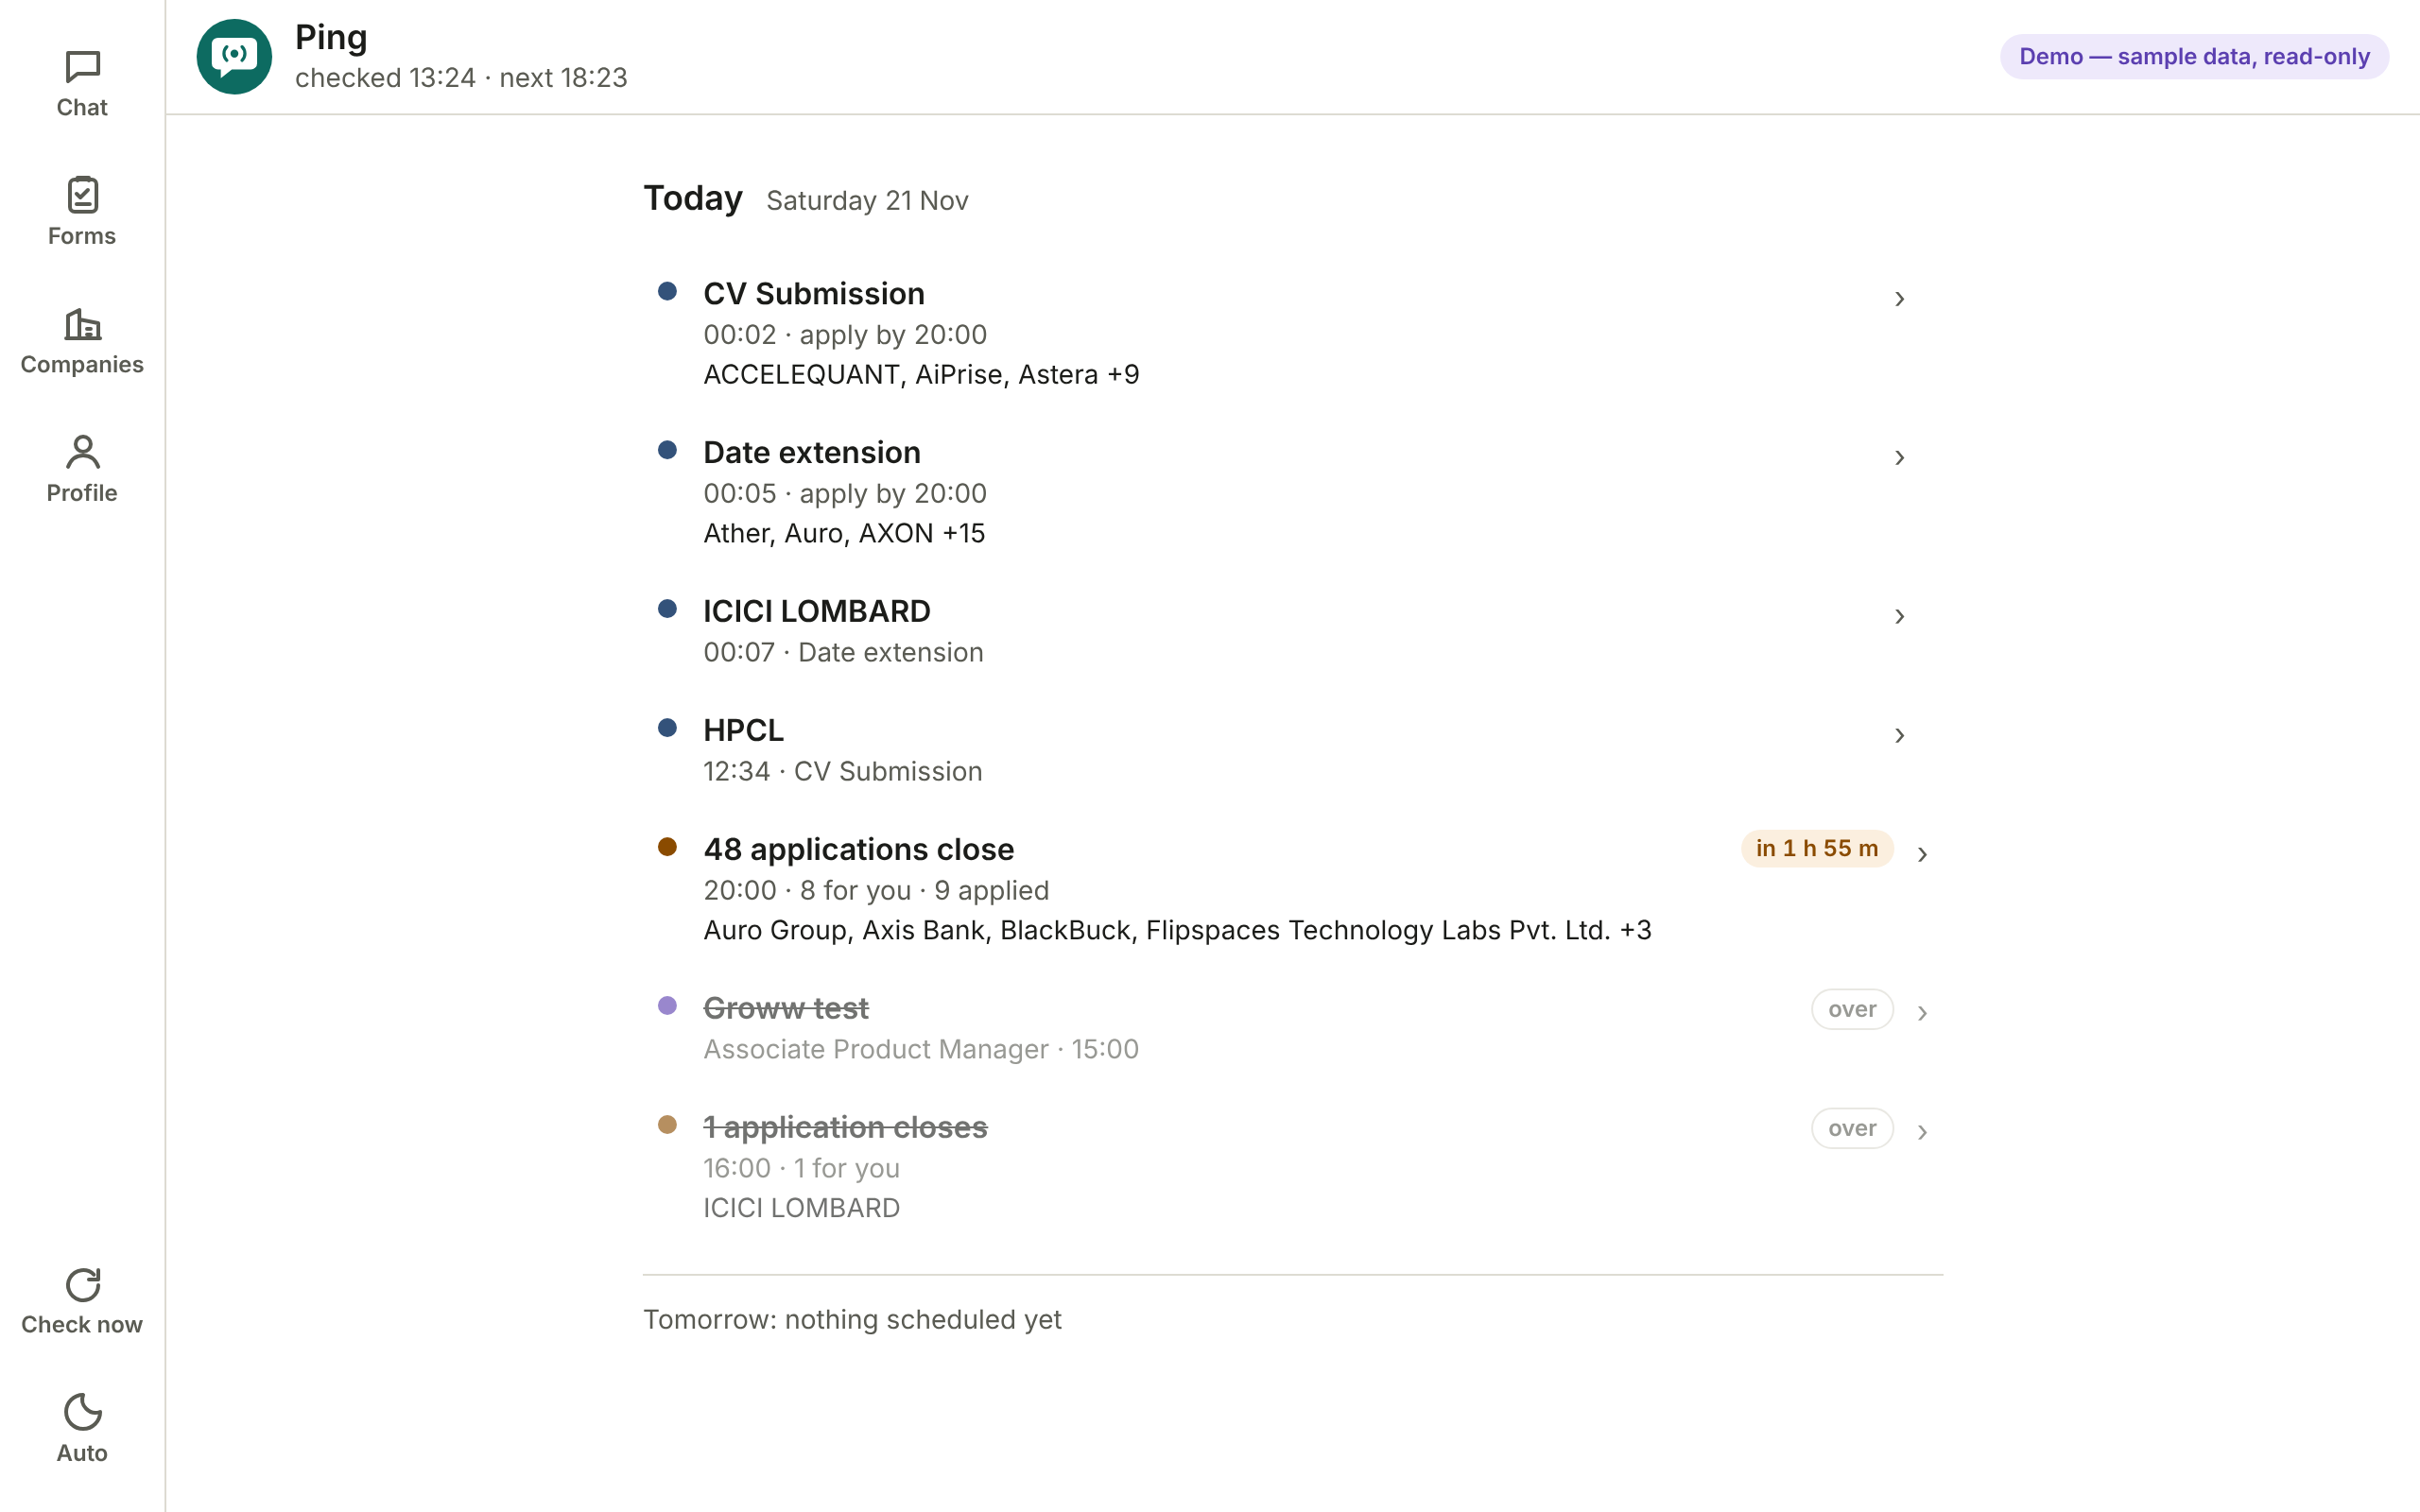 Chat
Forms
Companies
Profile
Check now
Auto
Ping
checked 13:24 · next 18:23
Demo — sample data, read-only
Today Saturday 21 Nov
CV Submission
00:02 · apply by 20:00
ACCELEQUANT, AiPrise, Astera +9
Date extension
00:05 · apply by 20:00
Ather, Auro, AXON +15
ICICI LOMBARD
00:07 · Date extension
HPCL
12:34 · CV Submission
48 applications close in 1 h 55 m
20:00 · 8 for you · 9 applied
Auro Group, Axis Bank, BlackBuck, Flipspaces Technology Labs Pvt. Ltd. +3
Groww test over
Associate Product Manager · 15:00
1 application closes over
16:00 · 1 for you
ICICI LOMBARD
Tomorrow: nothing scheduled yet